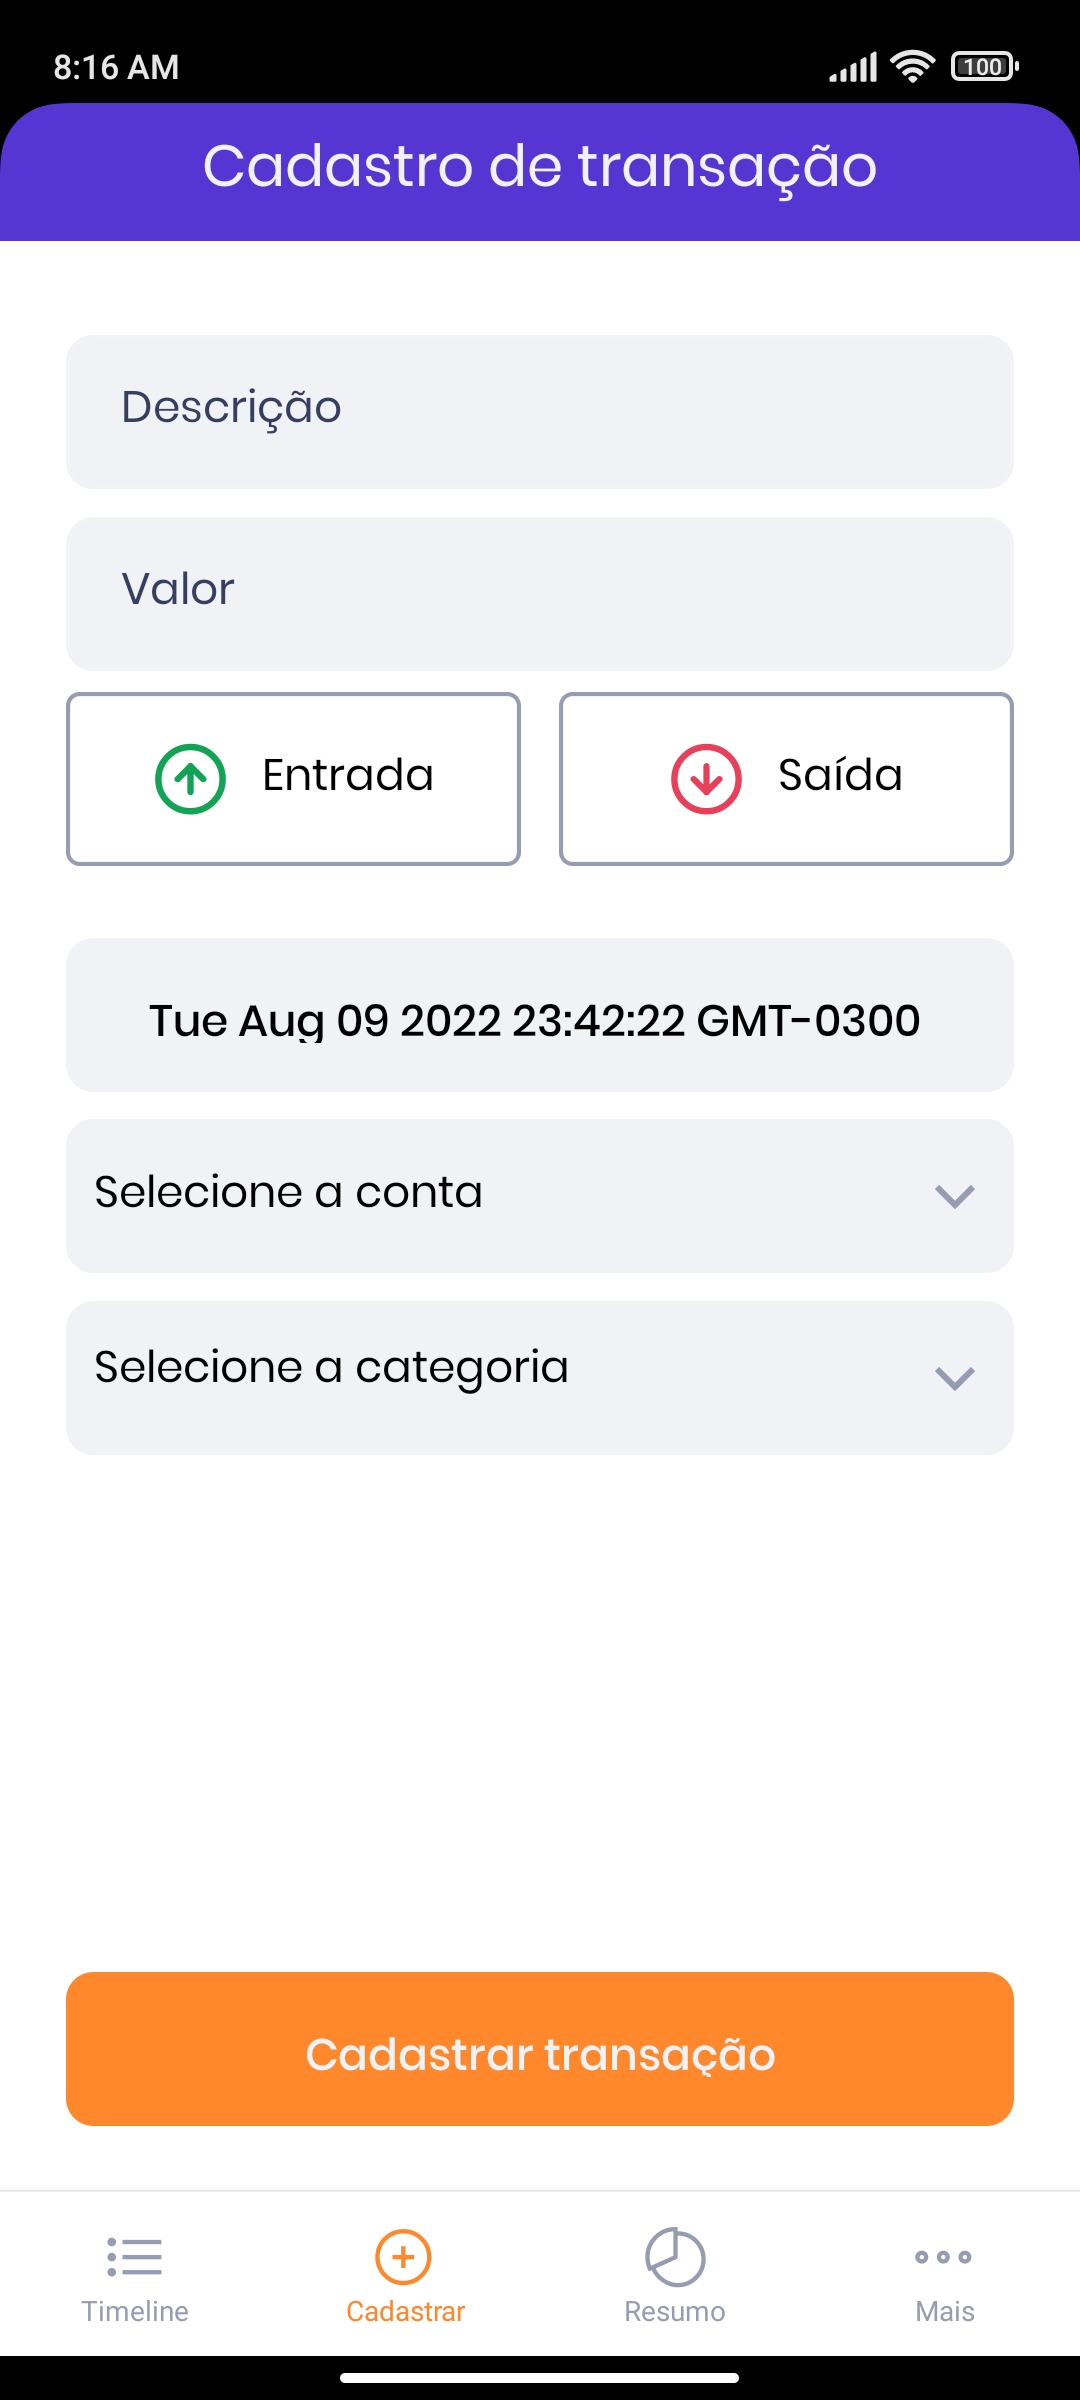 8:16 AM 100
Cadastro de transação
Descrição
Valor
Entrada Saída
Tue Aug 09 2022 23:42:22 GMT-0300
Selecione a conta
Selecione a categoria
Cadastrar transação
Timeline Cadastrar Resumo Mais